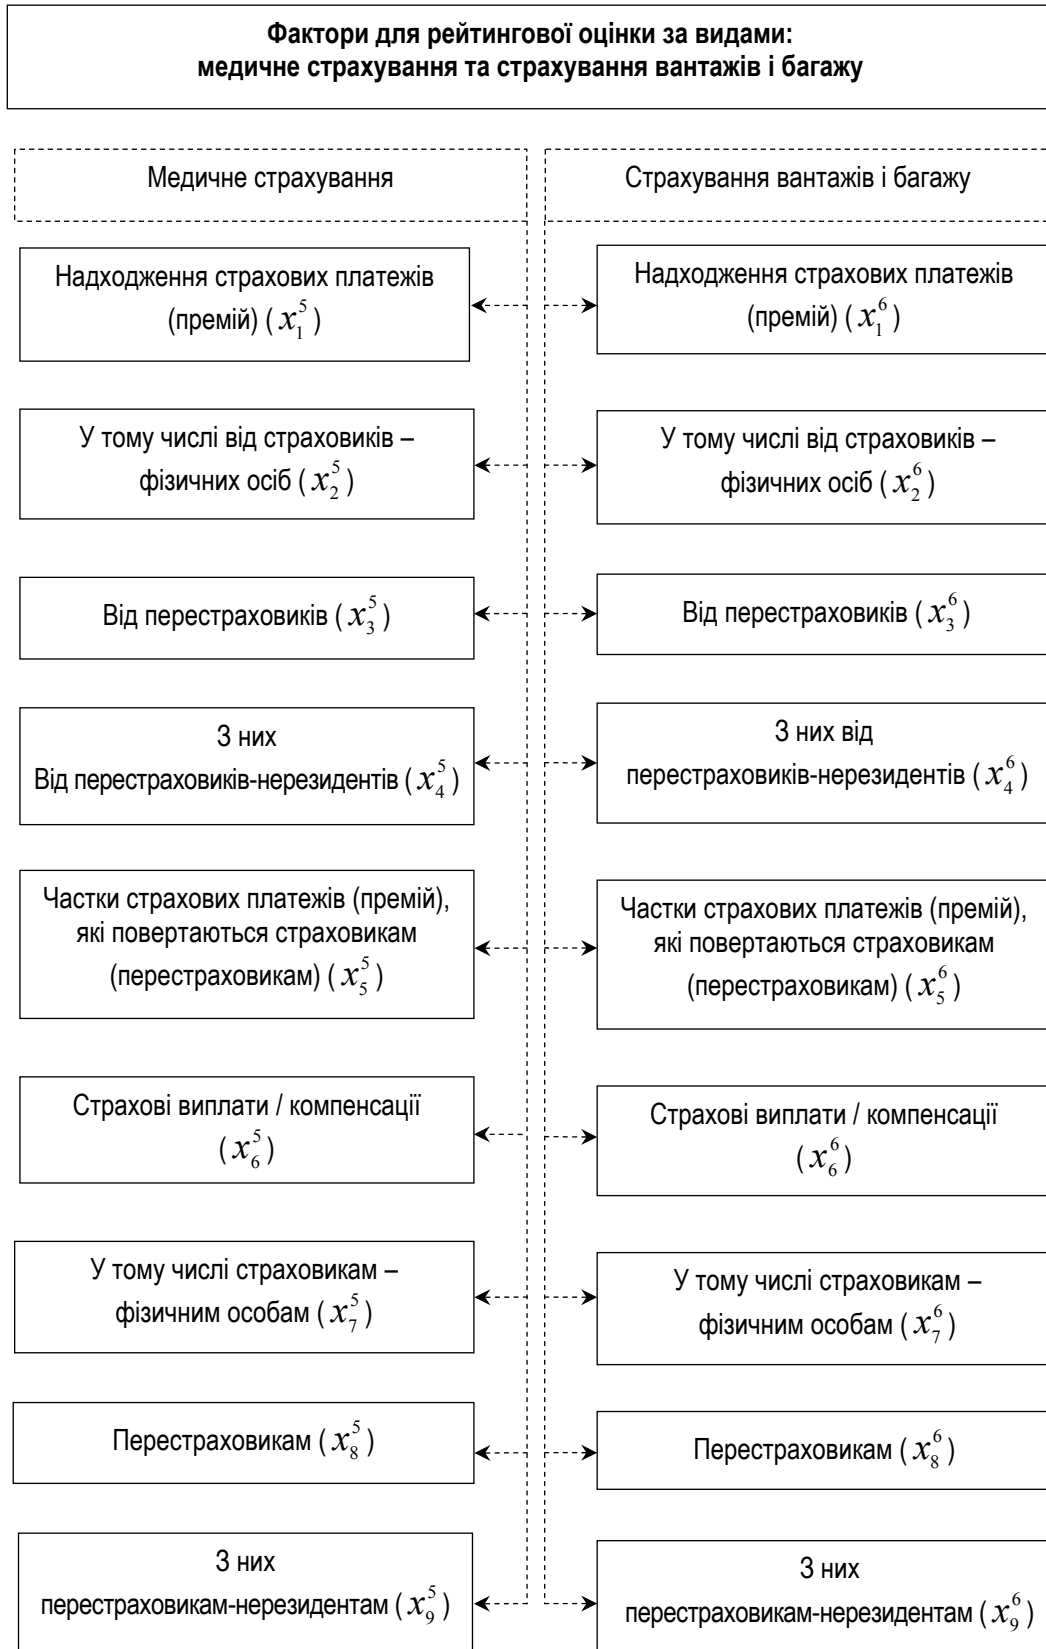 Фактори для рейтингової оцінки за видами:
медичне страхування та страхування вантажів і багажу
Медичне страхування
Страхування вантажів і багажу
Надходження страхових платежів
(премій) ( x₁⁵ )
Надходження страхових платежів
(премій) ( x₁⁶ )
У тому числі від страховиків –
фізичних осіб ( x₂⁵ )
У тому числі від страховиків –
фізичних осіб ( x₂⁶ )
Від перестраховиків ( x₃⁵ )
Від перестраховиків ( x₃⁶ )
З них
Від перестраховиків-нерезидентів ( x₄⁵ )
З них від
перестраховиків-нерезидентів ( x₄⁶ )
Частки страхових платежів (премій),
які повертаються страховикам
(перестраховикам) ( x₅⁵ )
Частки страхових платежів (премій),
які повертаються страховикам
(перестраховикам) ( x₅⁶ )
Страхові виплати / компенсації
( x₆⁵ )
Страхові виплати / компенсації
( x₆⁶ )
У тому числі страховикам –
фізичним особам ( x₇⁵ )
У тому числі страховикам –
фізичним особам ( x₇⁶ )
Перестраховикам ( x₈⁵ )
Перестраховикам ( x₈⁶ )
З них
перестраховикам-нерезидентам ( x₉⁵ )
З них
перестраховикам-нерезидентам ( x₉⁶ )